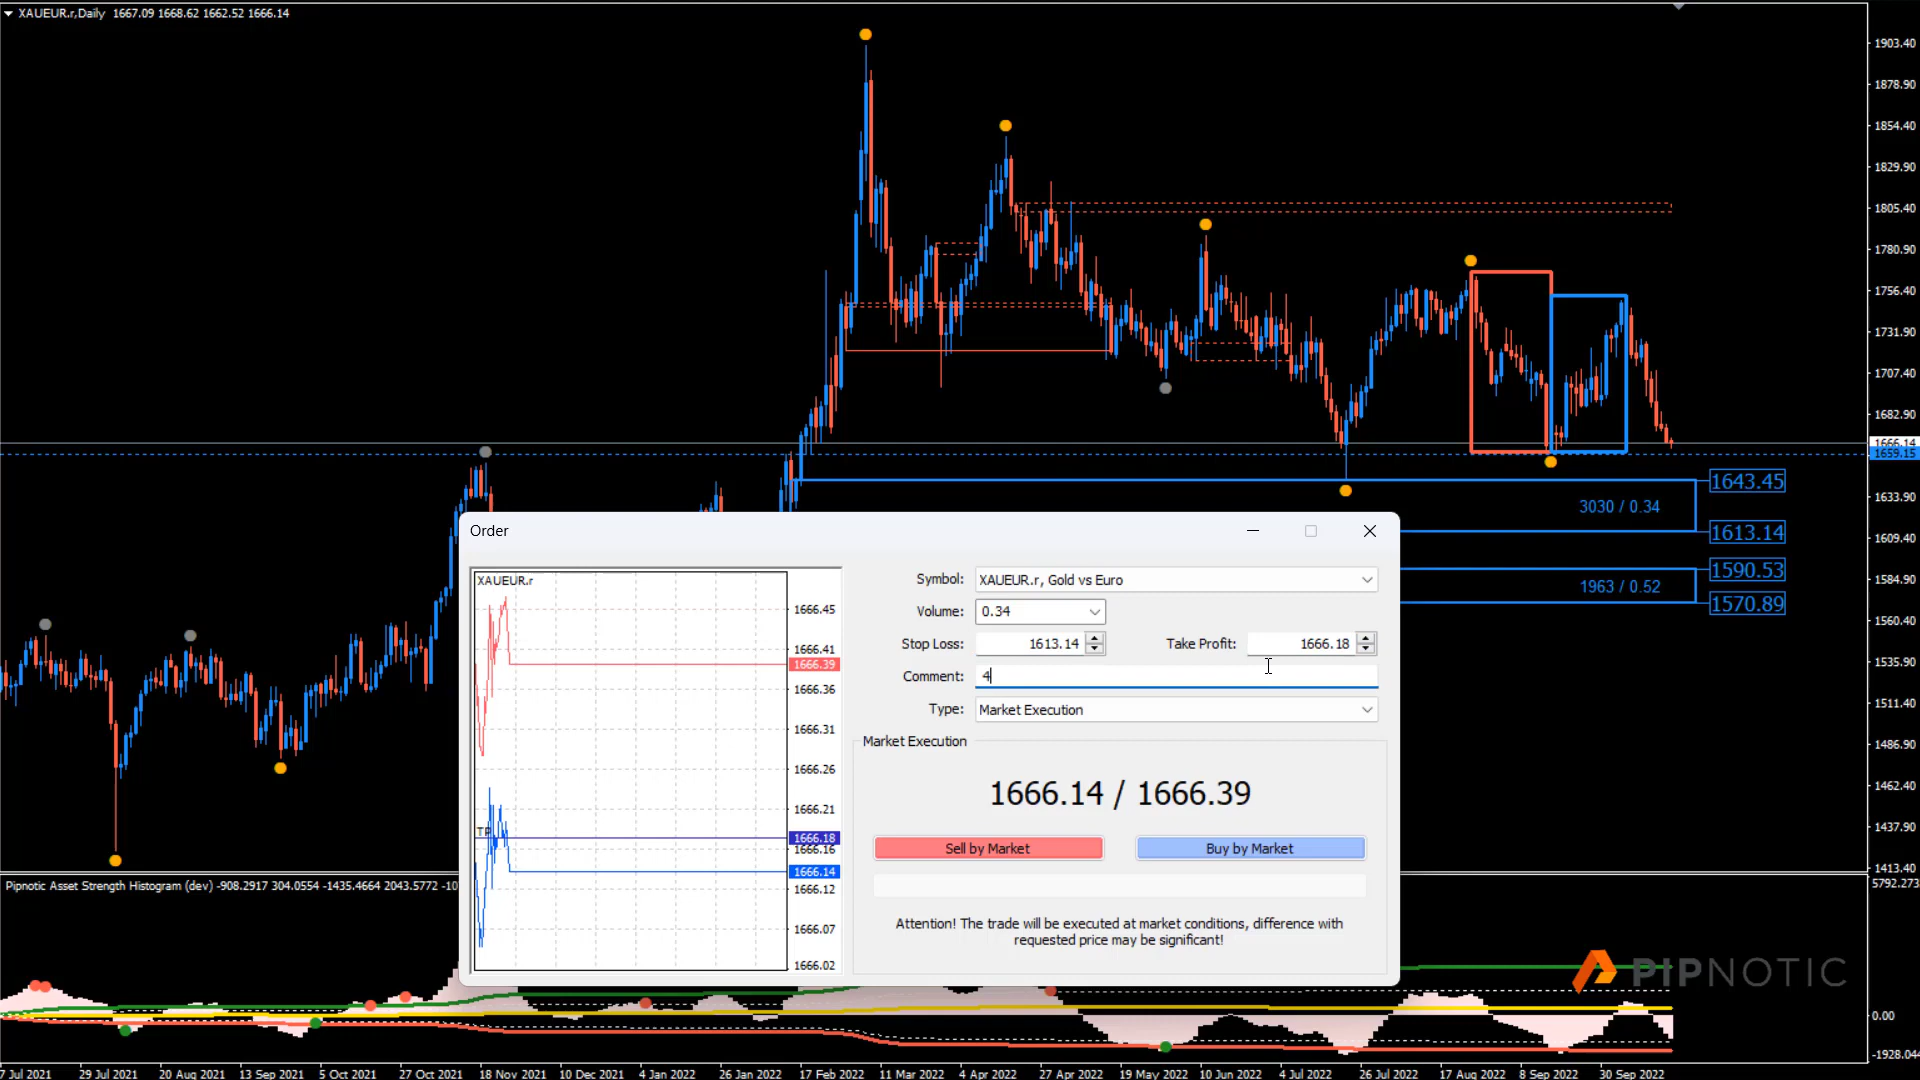 XAUEUR.r,Daily 1667.09 1668.62 1662.52 1666.14
1903.40
1878.90
1854.40
1829.90
1805.40
1780.90
1756.40
1731.90
1707.40
1682.90
1666.14
1659.15
1633.90
1609.40
1584.90
1560.40
1535.90
1511.40
1486.90
1462.40
1437.90
1413.40
1643.45
3030 / 0.34
1613.14
1590.53
1963 / 0.52
1570.89
Order
XAUEUR.r
1666.45
1666.41
1666.39
1666.36
1666.31
1666.26
1666.21
TP
1666.18
1666.16
1666.14
1666.12
1666.07
1666.02
Symbol: XAUEUR.r, Gold vs Euro
Volume: 0.34
Stop Loss: 1613.14 Take Profit: 1666.18
Comment: 4
Type: Market Execution
Market Execution
1666.14 / 1666.39
Sell by Market Buy by Market
Attention! The trade will be executed at market conditions, difference with
requested price may be significant!
Pipnotic Asset Strength Histogram (dev) -908.2917 304.0554 -1435.4664 2043.5772 -10
5792.273
PIPNOTIC
0.00
-1928.044
7 Jul 2021 29 Jul 2021 20 Aug 2021 13 Sep 2021 5 Oct 2021 27 Oct 2021 18 Nov 2021 10 Dec 2021 4 Jan 2022 26 Jan 2022 17 Feb 2022 11 Mar 2022 4 Apr 2022 27 Apr 2022 19 May 2022 10 Jun 2022 4 Jul 2022 26 Jul 2022 17 Aug 2022 8 Sep 2022 30 Sep 2022